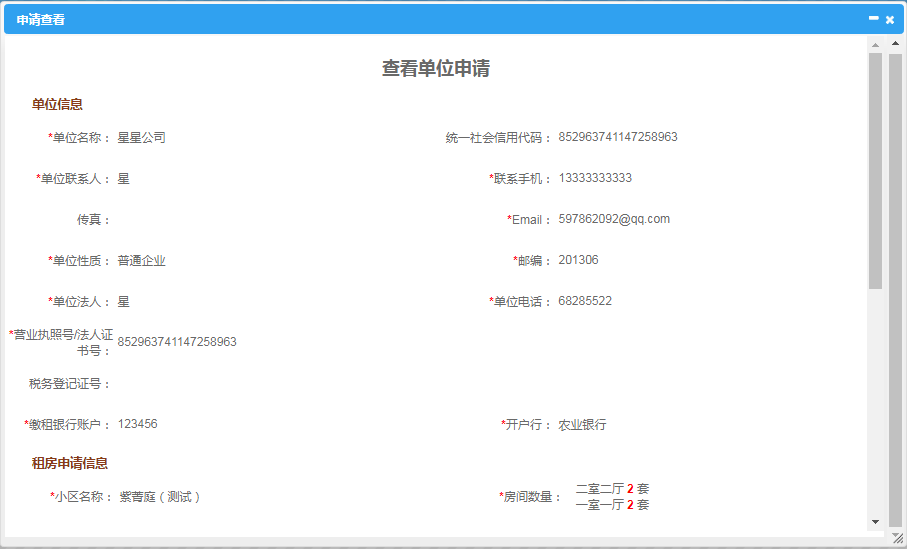 申请查看
查看单位申请
单位信息
*单位名称： 星星公司 统一社会信用代码： 852963741147258963
*单位联系人： 星 *联系手机： 13333333333
传真： *Email： 597862092@qq.com
*单位性质： 普通企业 *邮编： 201306
*单位法人： 星 *单位电话： 68285522
*营业执照号/法人证
书号： 852963741147258963
税务登记证号：
*缴租银行账户： 123456 *开户行： 农业银行
租房申请信息
*小区名称： 紫菁庭（测试） *房间数量： 二室二厅 2 套
一室一厅 2 套